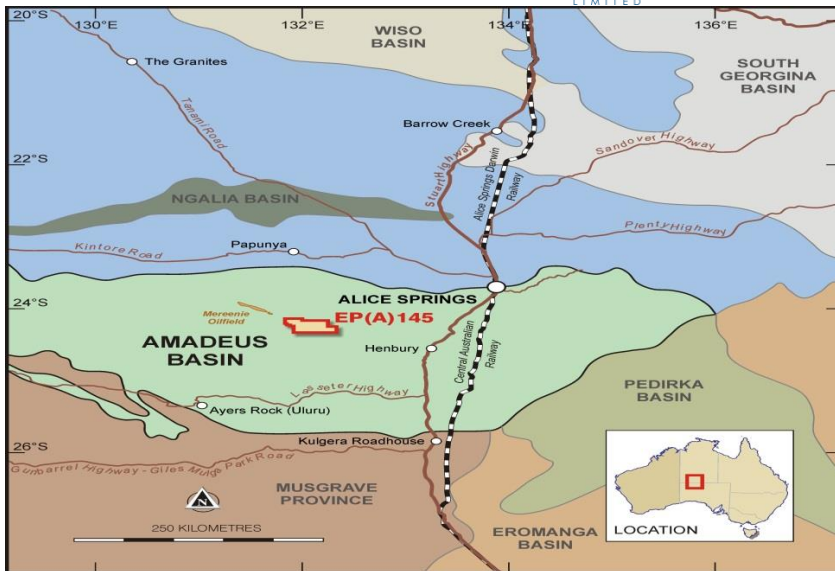 LIMITED
20°S
130°
132°
134°
136°
WISO
BASIN
The Granites
SOUTH
GEORGINA
BASIN
Tanami Road
Barrow Creek
Sandover Highway
22°S
Stuart Highway
Alice Springs Darwin
Railway
NGALIA BASIN
Plenty Highway
Papunya
Kintore Road
24°S
ALICE SPRINGS
Mereenie
Oilfield
EP(A)145
AMADEUS
BASIN
Henbury
Central Australian
Railway
PEDIRKA
BASIN
Lasseter Highway
Ayers Rock (Uluru)
26°S
Kulgera Roadhouse
Gunbarrel Highway - Giles Mulga Park Road
MUSGRAVE
PROVINCE
250 KILOMETRES
EROMANGA
BASIN
LOCATION